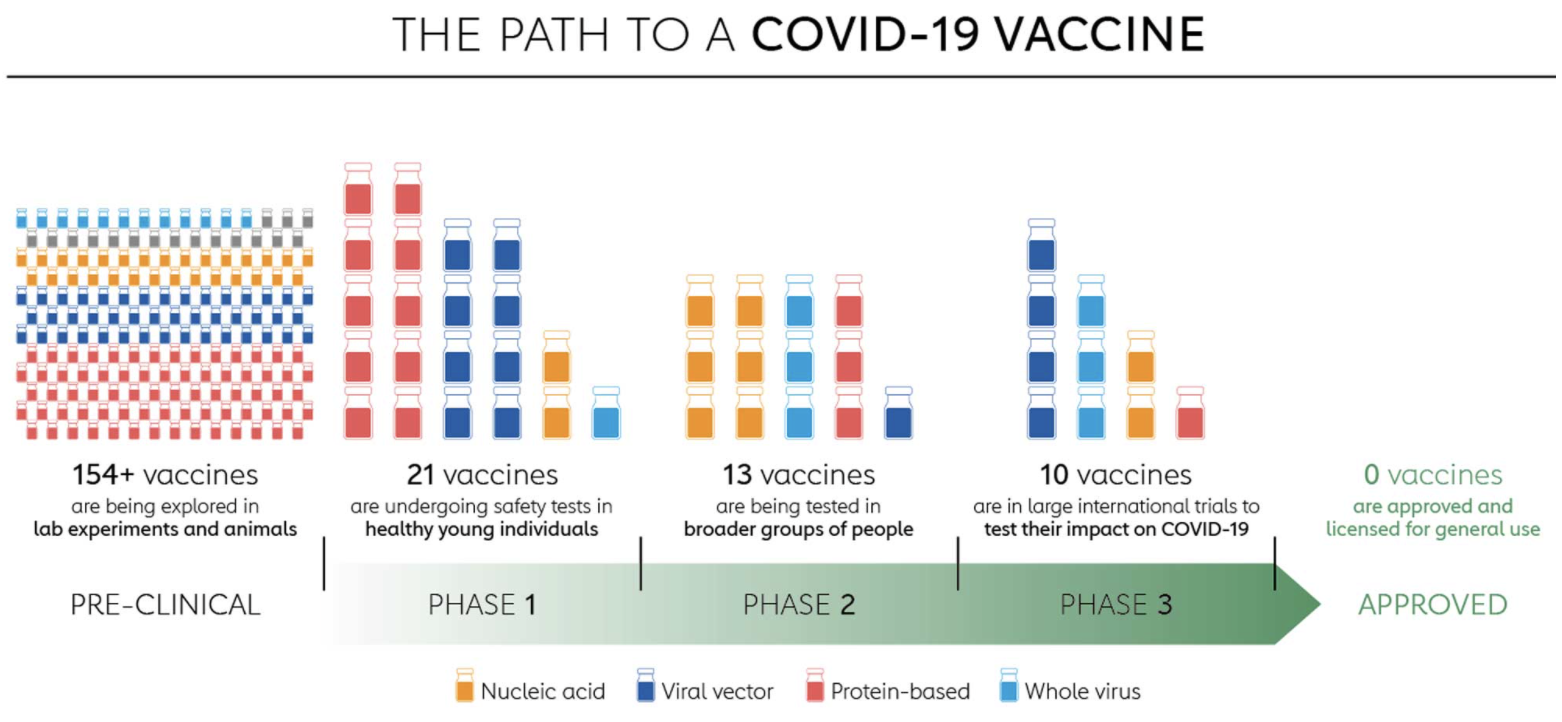 THE PATH TO A COVID-19 VACCINE
154+ vaccines
are being explored in
lab experiments and animals
21 vaccines
are undergoing safety tests in
healthy young individuals
13 vaccines
are being tested in
broader groups of people
10 vaccines
are in large international trials to
test their impact on COVID-19
0 vaccines
are approved and
licensed for general use
PRE-CLINICAL
PHASE 1
PHASE 2
PHASE 3
APPROVED
Nucleic acid
Viral vector
Protein-based
Whole virus